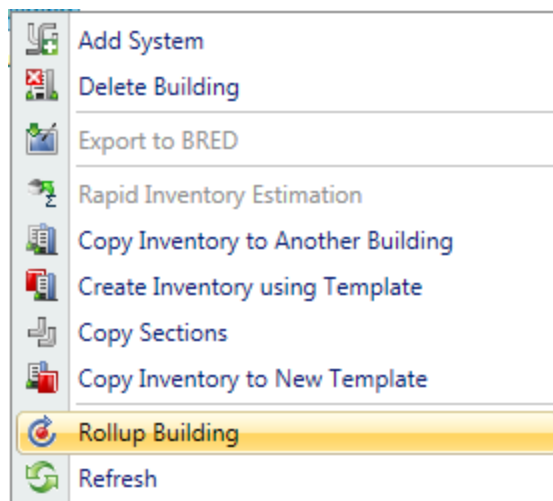 Add System
Delete Building
Export to BRED
Rapid Inventory Estimation
Copy Inventory to Another Building
Create Inventory using Template
Copy Sections
Copy Inventory to New Template
Rollup Building
Refresh